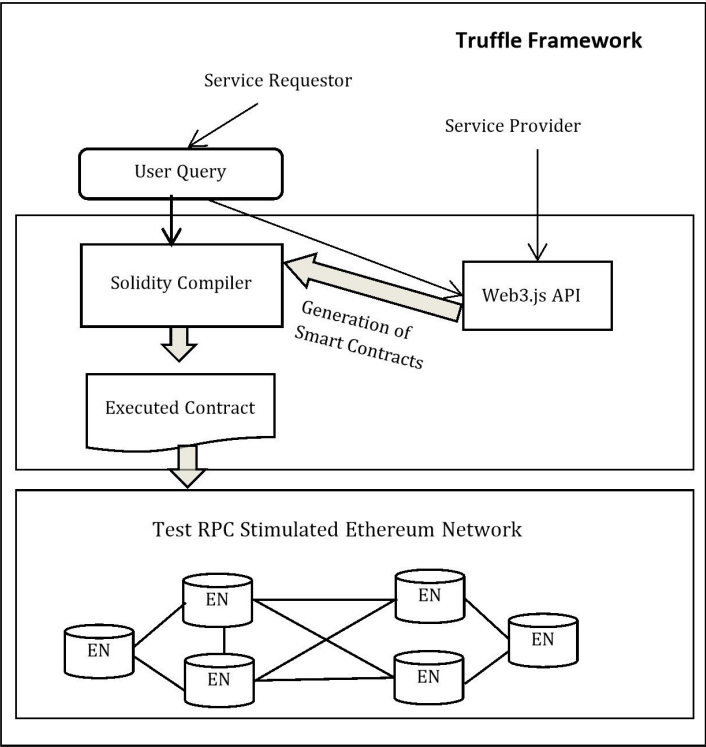 Truffle Framework
Service Requestor
Service Provider
User Query
Solidity Compiler
Web3.js API
Generation of
Smart Contracts
Executed Contract
Test RPC Stimulated Ethereum Network
EN
EN
EN
EN
EN
EN